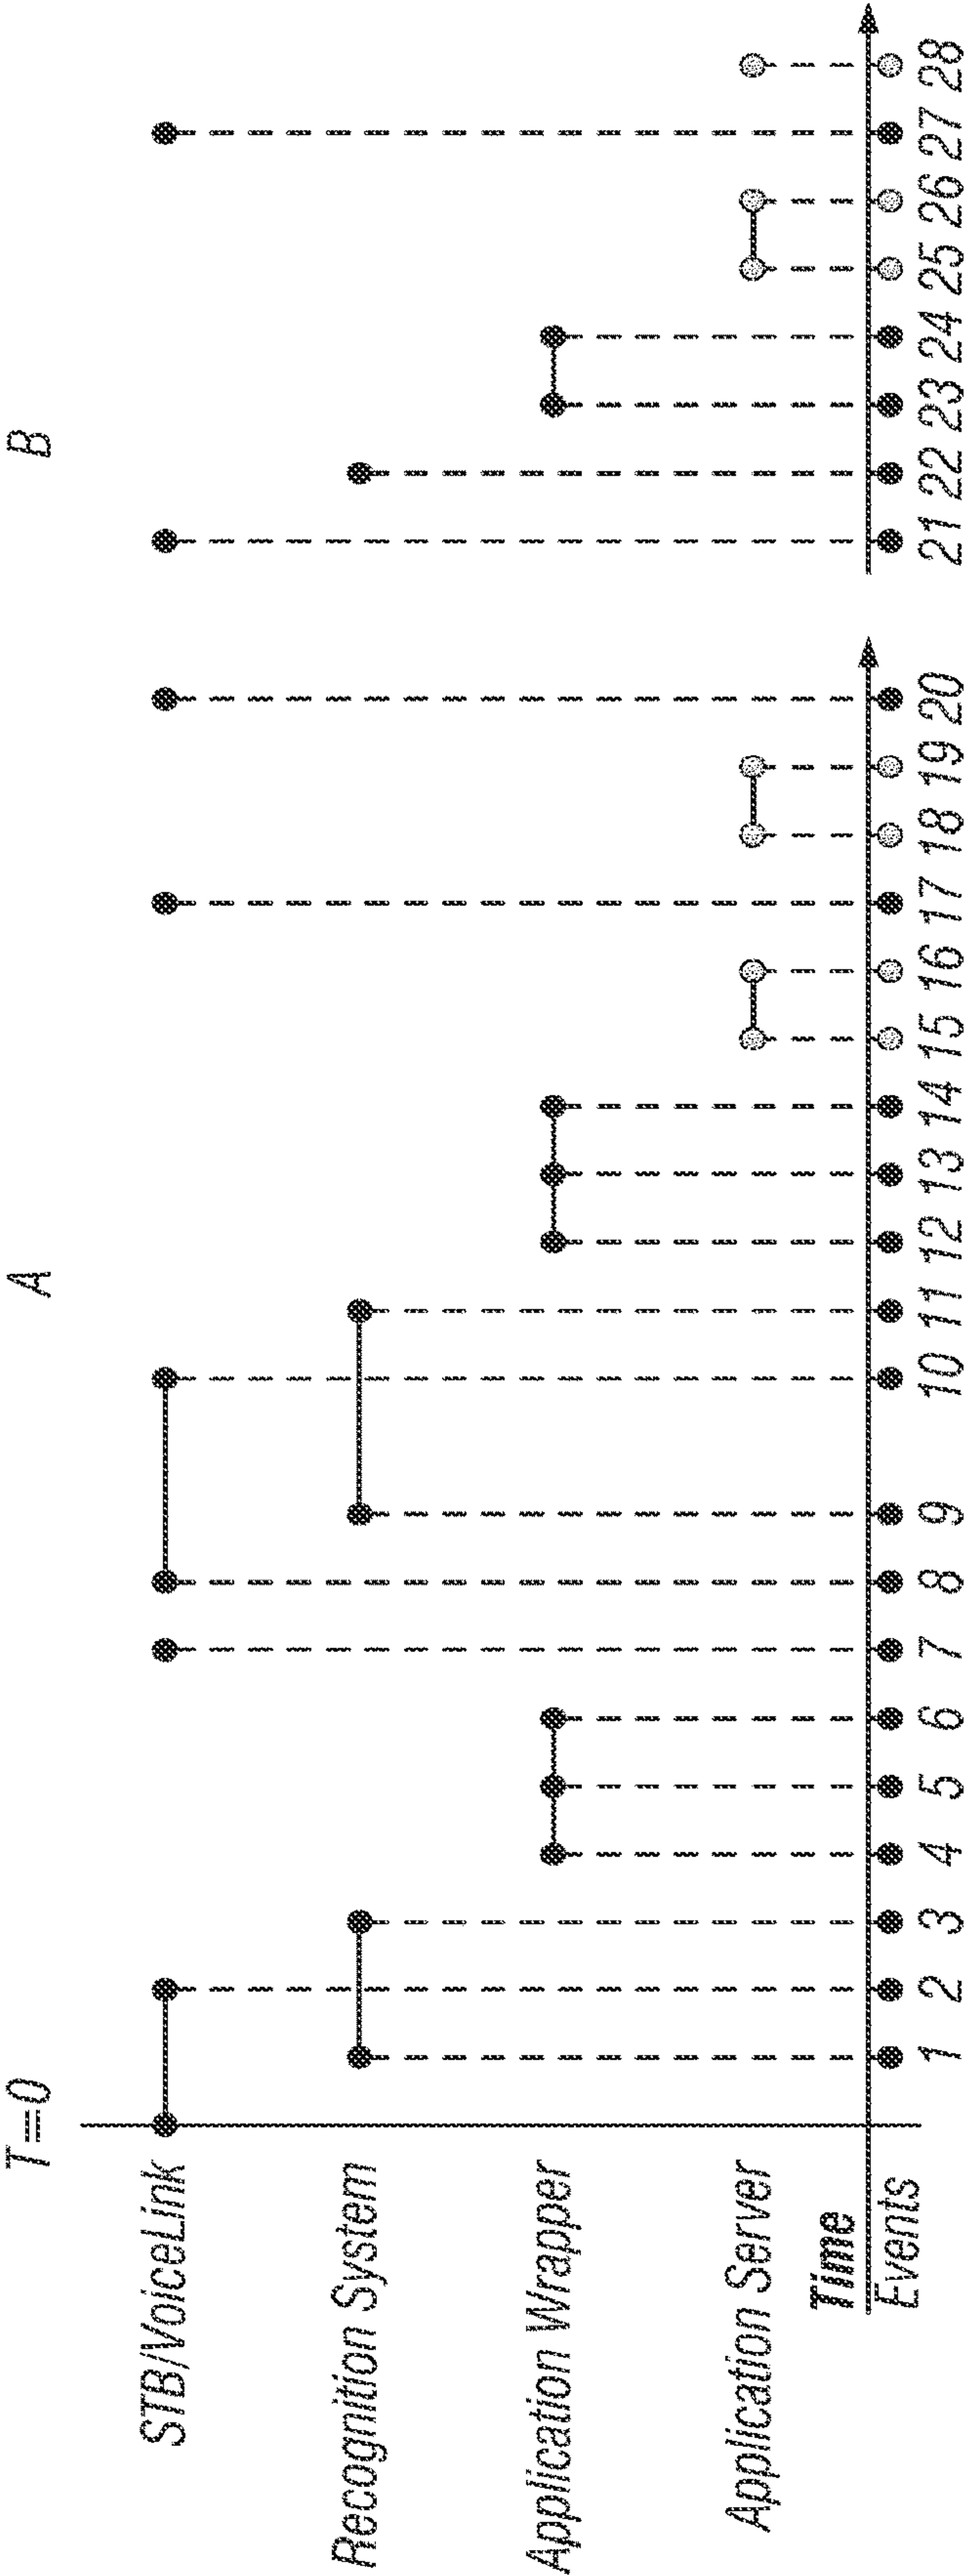 T=0
A
B
STB/VoiceLink
Recognition System
Application Wrapper
Application Server
Time
Events
1 2 3 4 5 6 7 8 9 10 11 12 13 14 15 16 17 18 19 20 21 22 23 24 25 26 27 28